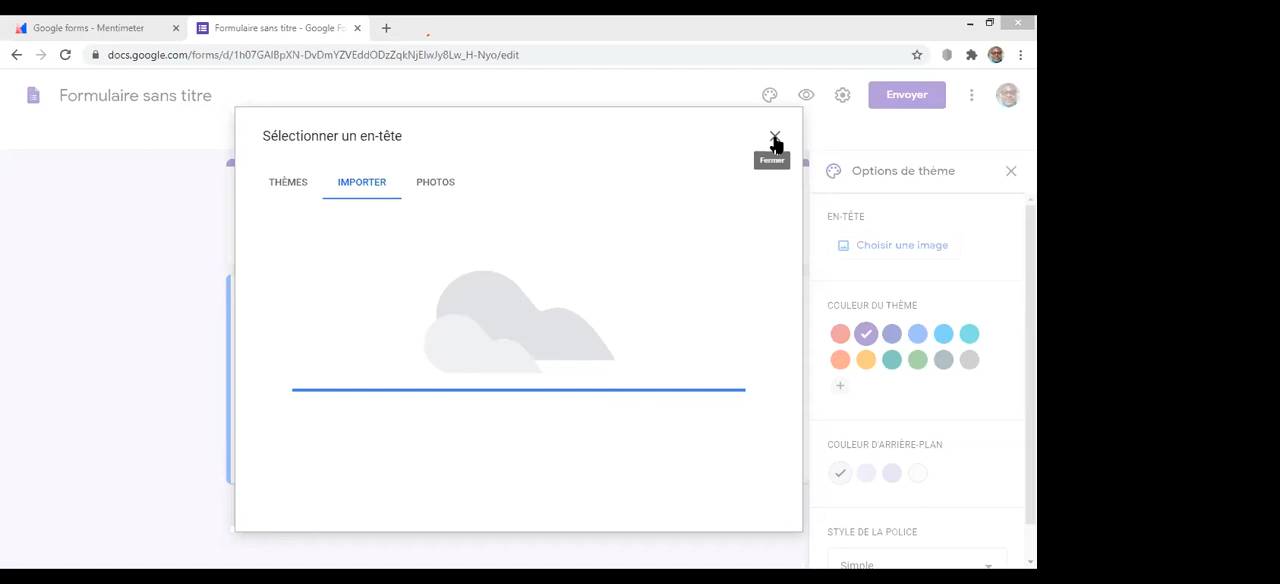 Google forms - Mentimeter
Formulaire sans titre - Google Fo
docs.google.com/forms/d/1h07GAIBpXN-DvDmYZVEddODzZqkNjElwJy8Lw_H-Nyo/edit
Formulaire sans titre
Envoyer
Sélectionner un en-tête
Fermer
THÈMES
IMPORTER
PHOTOS
Options de thème
EN-TÊTE
Choisir une image
COULEUR DU THÈME
COULEUR D'ARRIÈRE-PLAN
STYLE DE LA POLICE
Simple